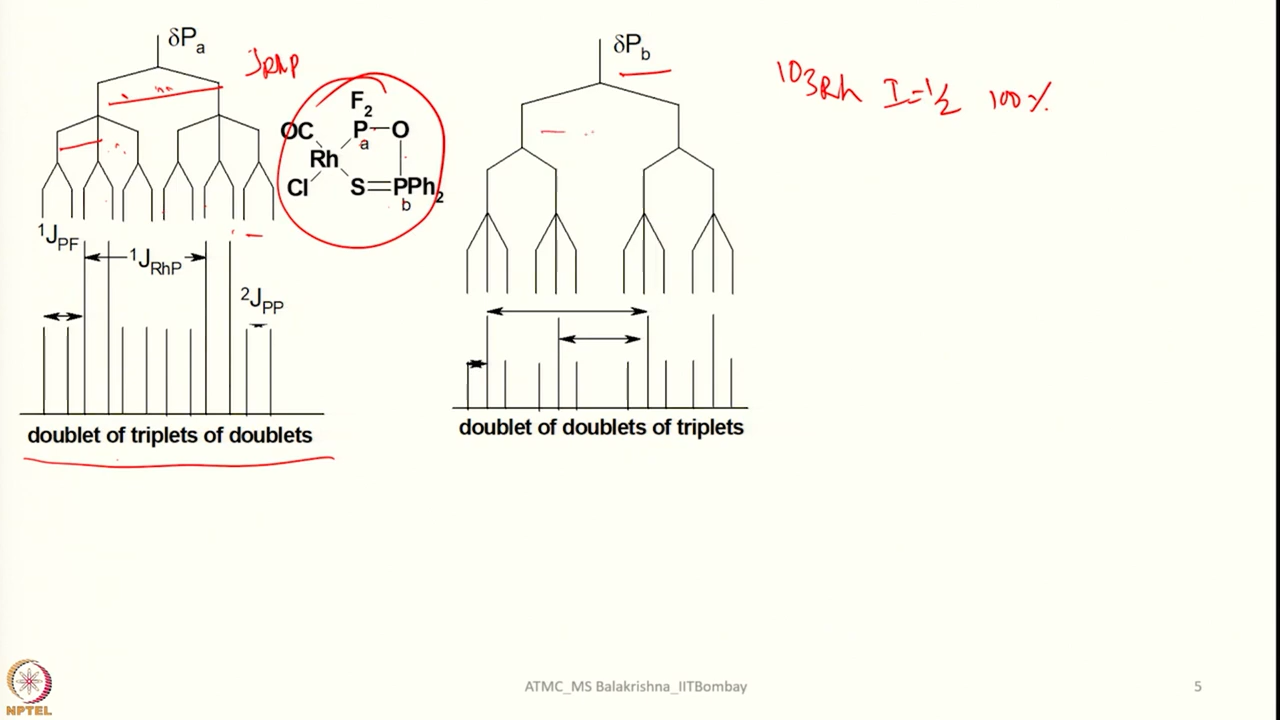 δPa
JRhP
F2
OC P O
a
Rh
Cl S PPh2
b
1JPF
1JRhP
2JPP
doublet of triplets of doublets
δPb
doublet of doublets of triplets
103Rh I=1/2 100%
NPTEL
ATMC_MS Balakrishna_IITBombay
5